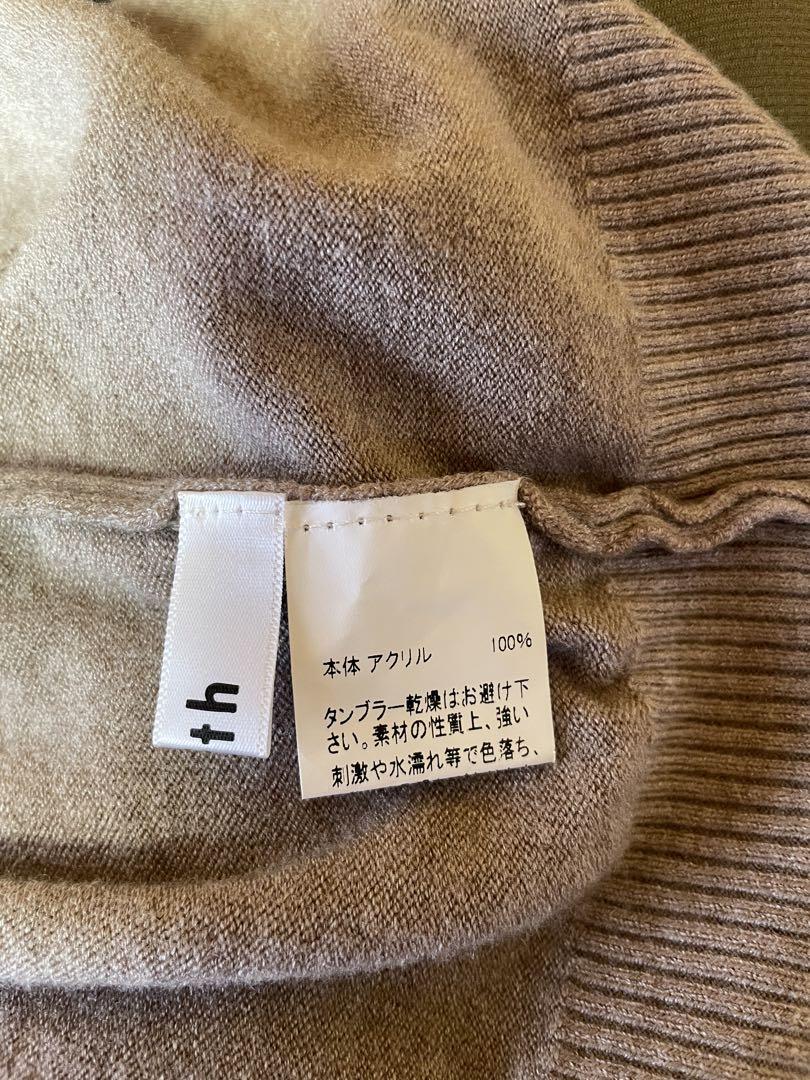 th
本体 アクリル 100%
タンブラー乾燥はお避け下
さい。素材の性質上、強い
刺激や水濡れ等で色落ち、